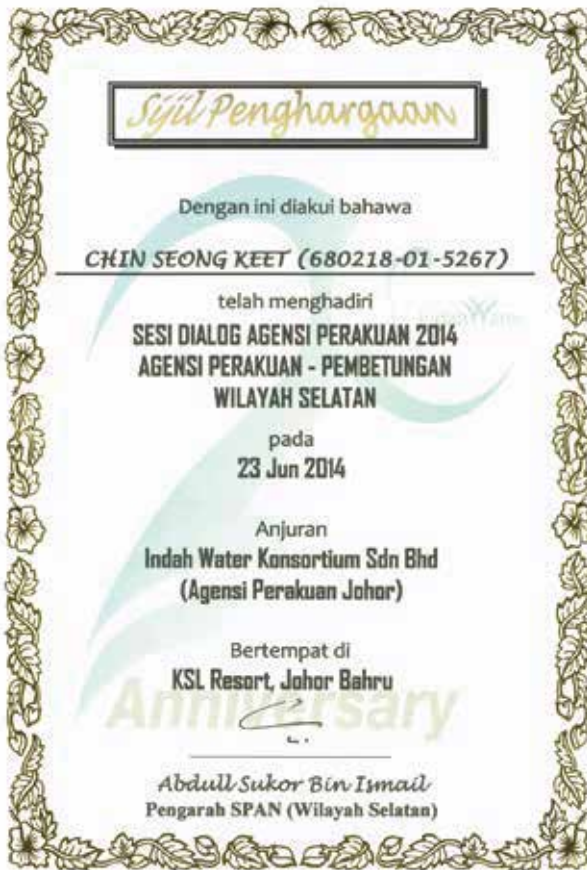 Sijil Penghargaan
Dengan ini diakui bahawa
CHIN SEONG KEET (680218-01-5267)
telah menghadiri
SESI DIALOG AGENSI PERAKUAN 2014
AGENSI PERAKUAN - PEMBETUNGAN
WILAYAH SELATAN
pada
23 Jun 2014
Anjuran
Indah Water Konsortium Sdn Bhd
(Agensi Perakuan Johor)
Bertempat di
KSL Resort, Johor Bahru
Anniversary
Abdull Sukor Bin Ismail
Pengarah SPAN (Wilayah Selatan)